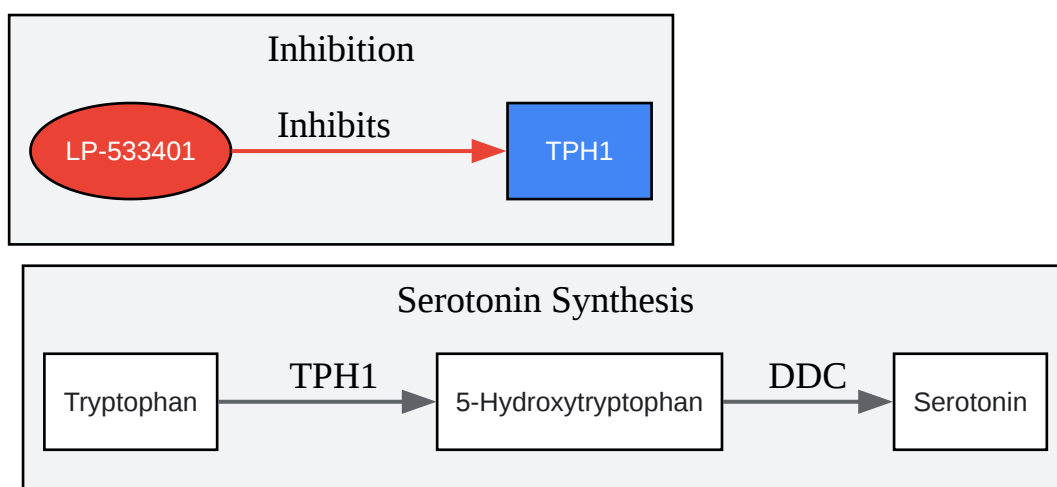 Inhibition
LP-533401
Inhibits
TPH1
Serotonin Synthesis
Tryptophan
TPH1
5-Hydroxytryptophan
DDC
Serotonin